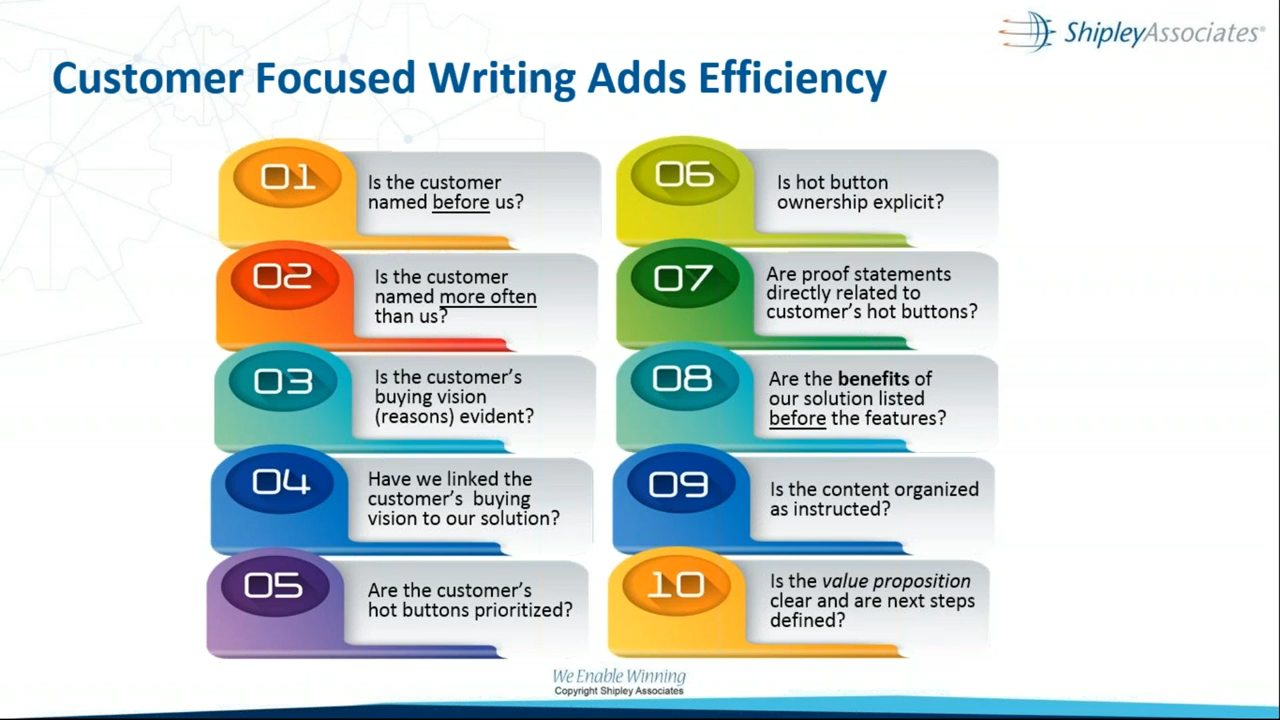 ShipleyAssociates®
Customer Focused Writing Adds Efficiency
01
Is the customer
named before us?
02
Is the customer
named more often
than us?
03
Is the customer's
buying vision
(reasons) evident?
04
Have we linked the
customer's buying
vision to our solution?
05
Are the customer's
hot buttons prioritized?
06
Is hot button
ownership explicit?
07
Are proof statements
directly related to
customer's hot buttons?
08
Are the benefits of
our solution listed
before the features?
09
Is the content organized
as instructed?
10
Is the value proposition
clear and are next steps
defined?
We Enable Winning
Copyright Shipley Associates